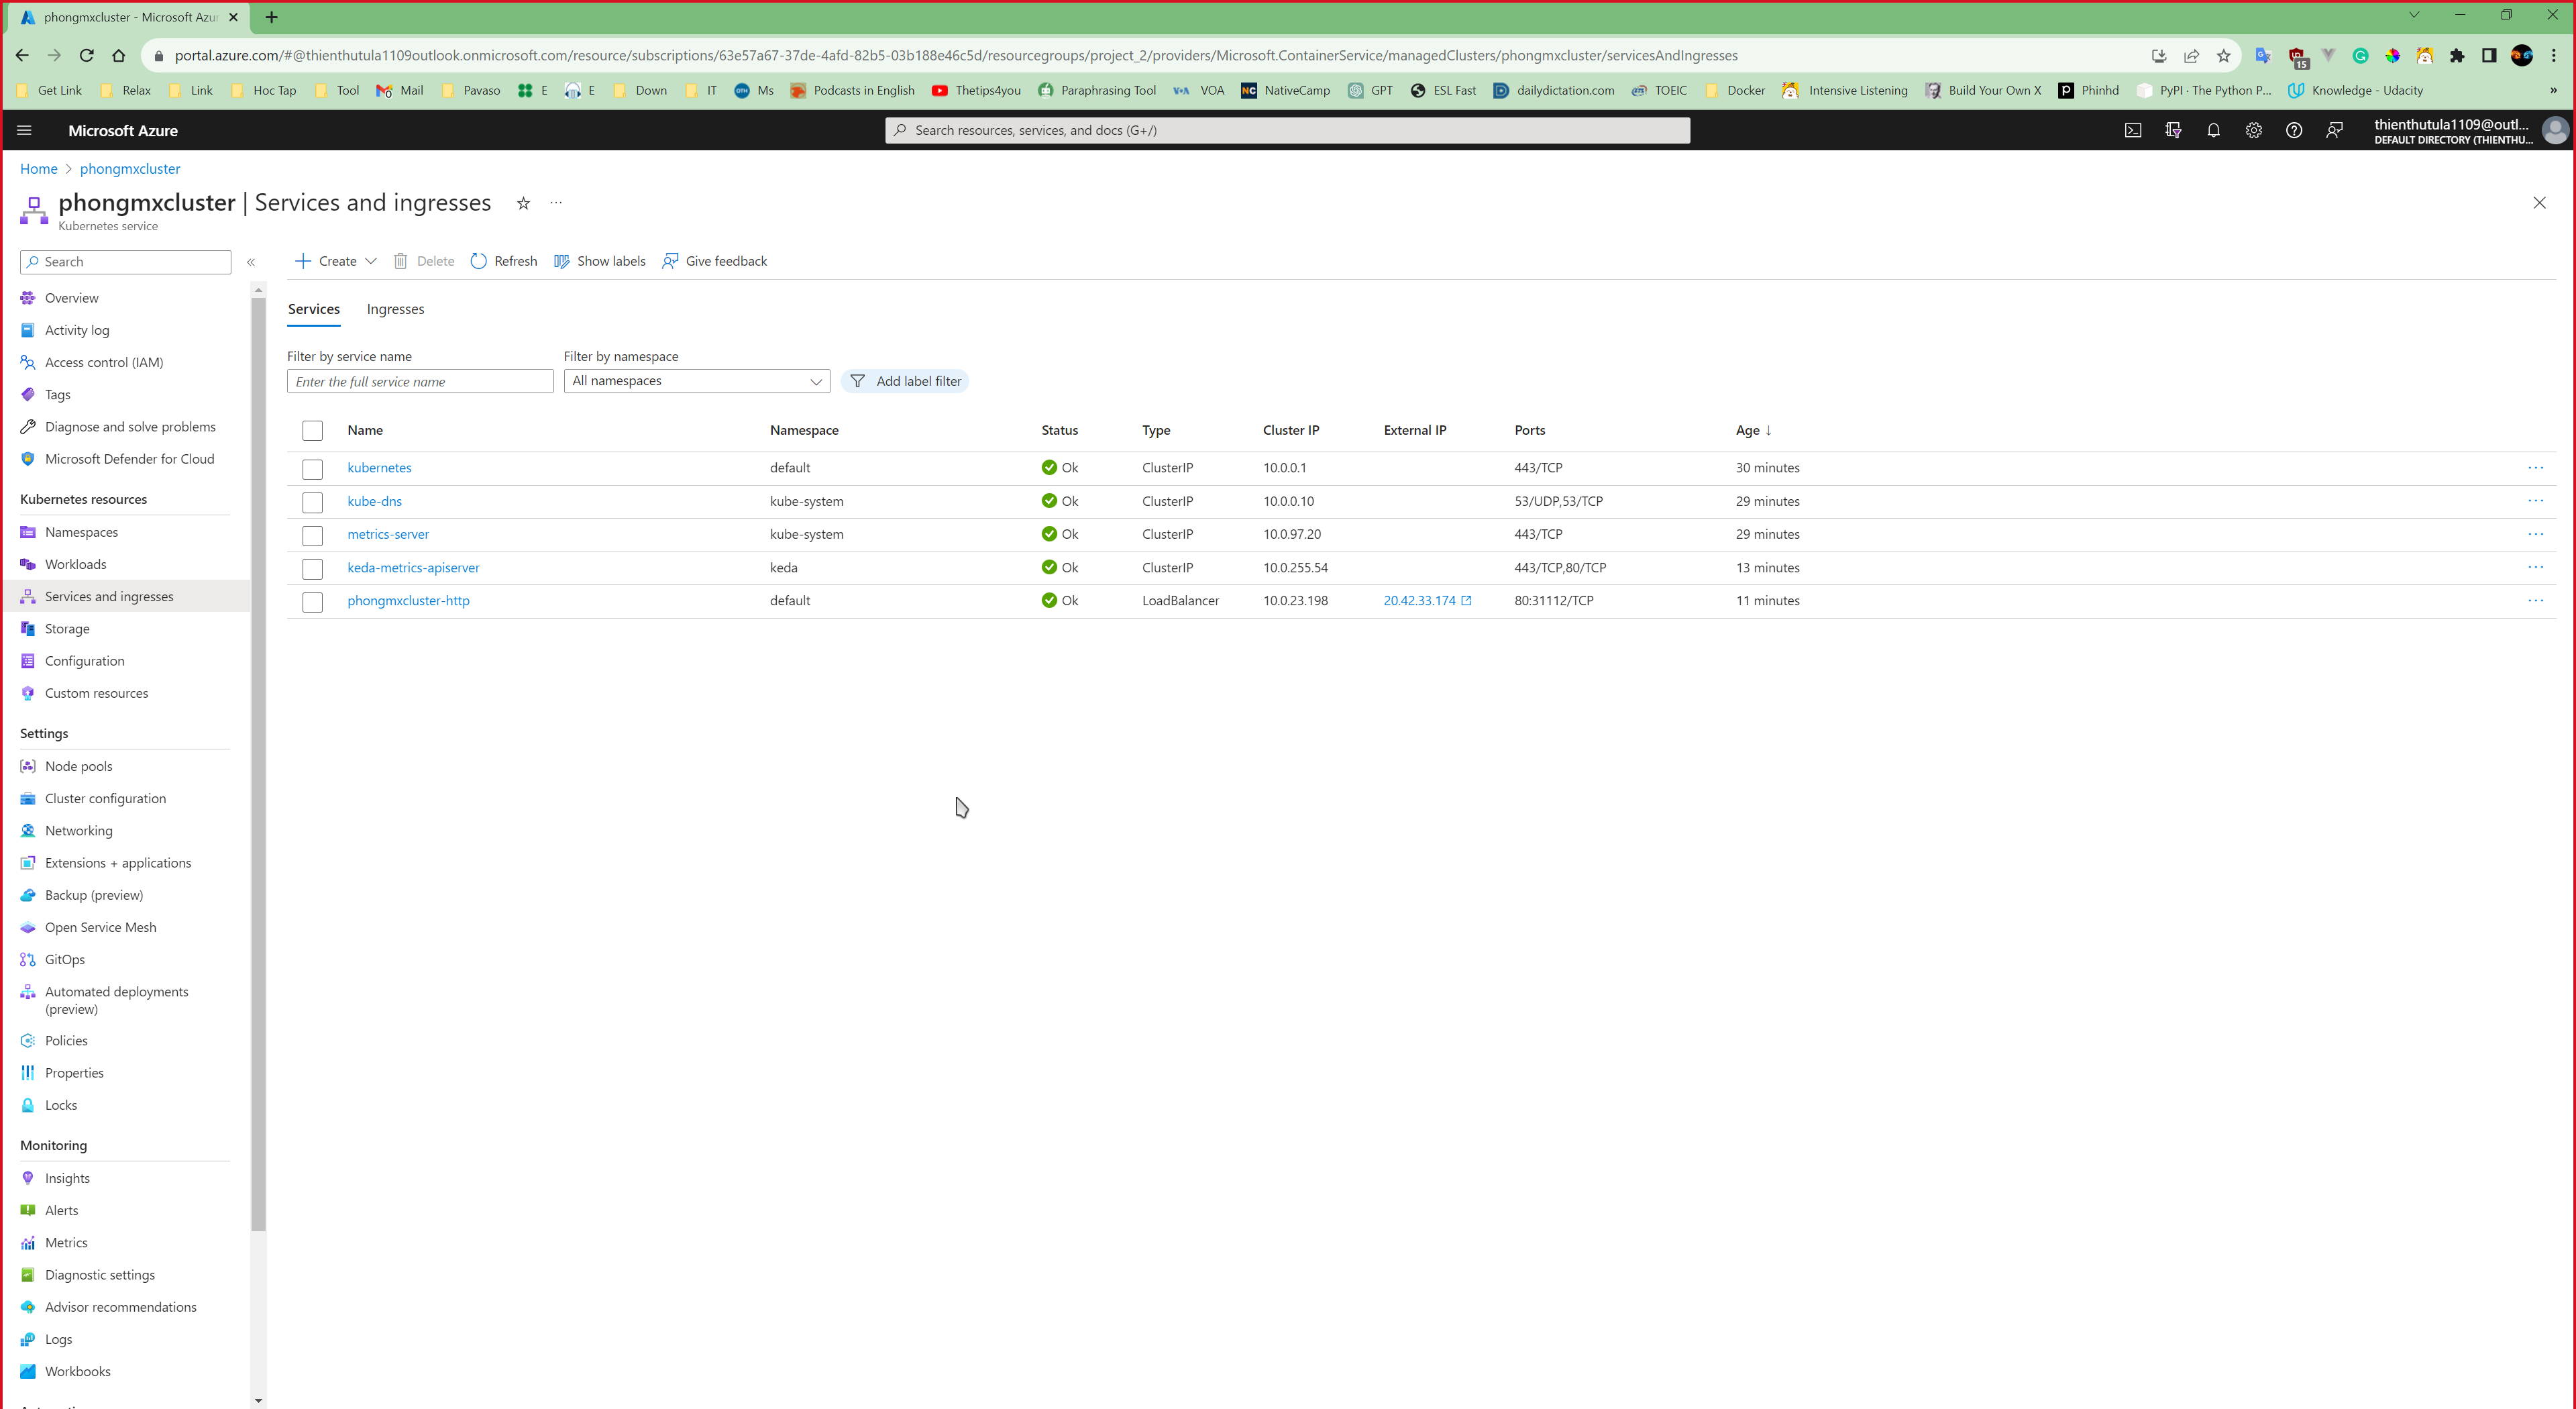 phongmxcluster - Microsoft Azur
portal.azure.com/#@thienthutula1109outlook.onmicrosoft.com/resource/subscriptions/63e57a67-37de-4afd-82b5-03b188e46c5d/resourcegroups/project_2/providers/Microsoft.ContainerService/managedClusters/phongmxcluster/servicesAndIngresses
15
Get Link Relax Link Hoc Tap Tool Mail Pavaso E E Down IT Ms Podcasts in English Thetips4you Paraphrasing Tool VOA NativeCamp GPT ESL Fast dailydictation.com TOEIC Docker Intensive Listening Build Your Own X Phinhd PyPI · The Python P... Knowledge - Udacity »
Microsoft Azure
Search resources, services, and docs (G+/)
thienthutula1109@outl...
DEFAULT DIRECTORY (THIENTHU...
Home > phongmxcluster
phongmxcluster | Services and ingresses ...
Kubernetes service
Search «
Create Delete Refresh Show labels Give feedback
Overview
Activity log
Access control (IAM)
Tags
Diagnose and solve problems
Microsoft Defender for Cloud
Kubernetes resources
Namespaces
Workloads
Services and ingresses
Storage
Configuration
Custom resources
Settings
Node pools
Cluster configuration
Networking
Extensions + applications
Backup (preview)
Open Service Mesh
GitOps
Automated deployments
(preview)
Policies
Properties
Locks
Monitoring
Insights
Alerts
Metrics
Diagnostic settings
Advisor recommendations
Logs
Workbooks
Services Ingresses
Filter by service name Filter by namespace
Enter the full service name All namespaces Add label filter
Name Namespace Status Type Cluster IP External IP Ports Age ↓
kubernetes default Ok ClusterIP 10.0.0.1 443/TCP 30 minutes ...
kube-dns kube-system Ok ClusterIP 10.0.0.10 53/UDP,53/TCP 29 minutes ...
metrics-server kube-system Ok ClusterIP 10.0.97.20 443/TCP 29 minutes ...
keda-metrics-apiserver keda Ok ClusterIP 10.0.255.54 443/TCP,80/TCP 13 minutes ...
phongmxcluster-http default Ok LoadBalancer 10.0.23.198 20.42.33.174 80:31112/TCP 11 minutes ...